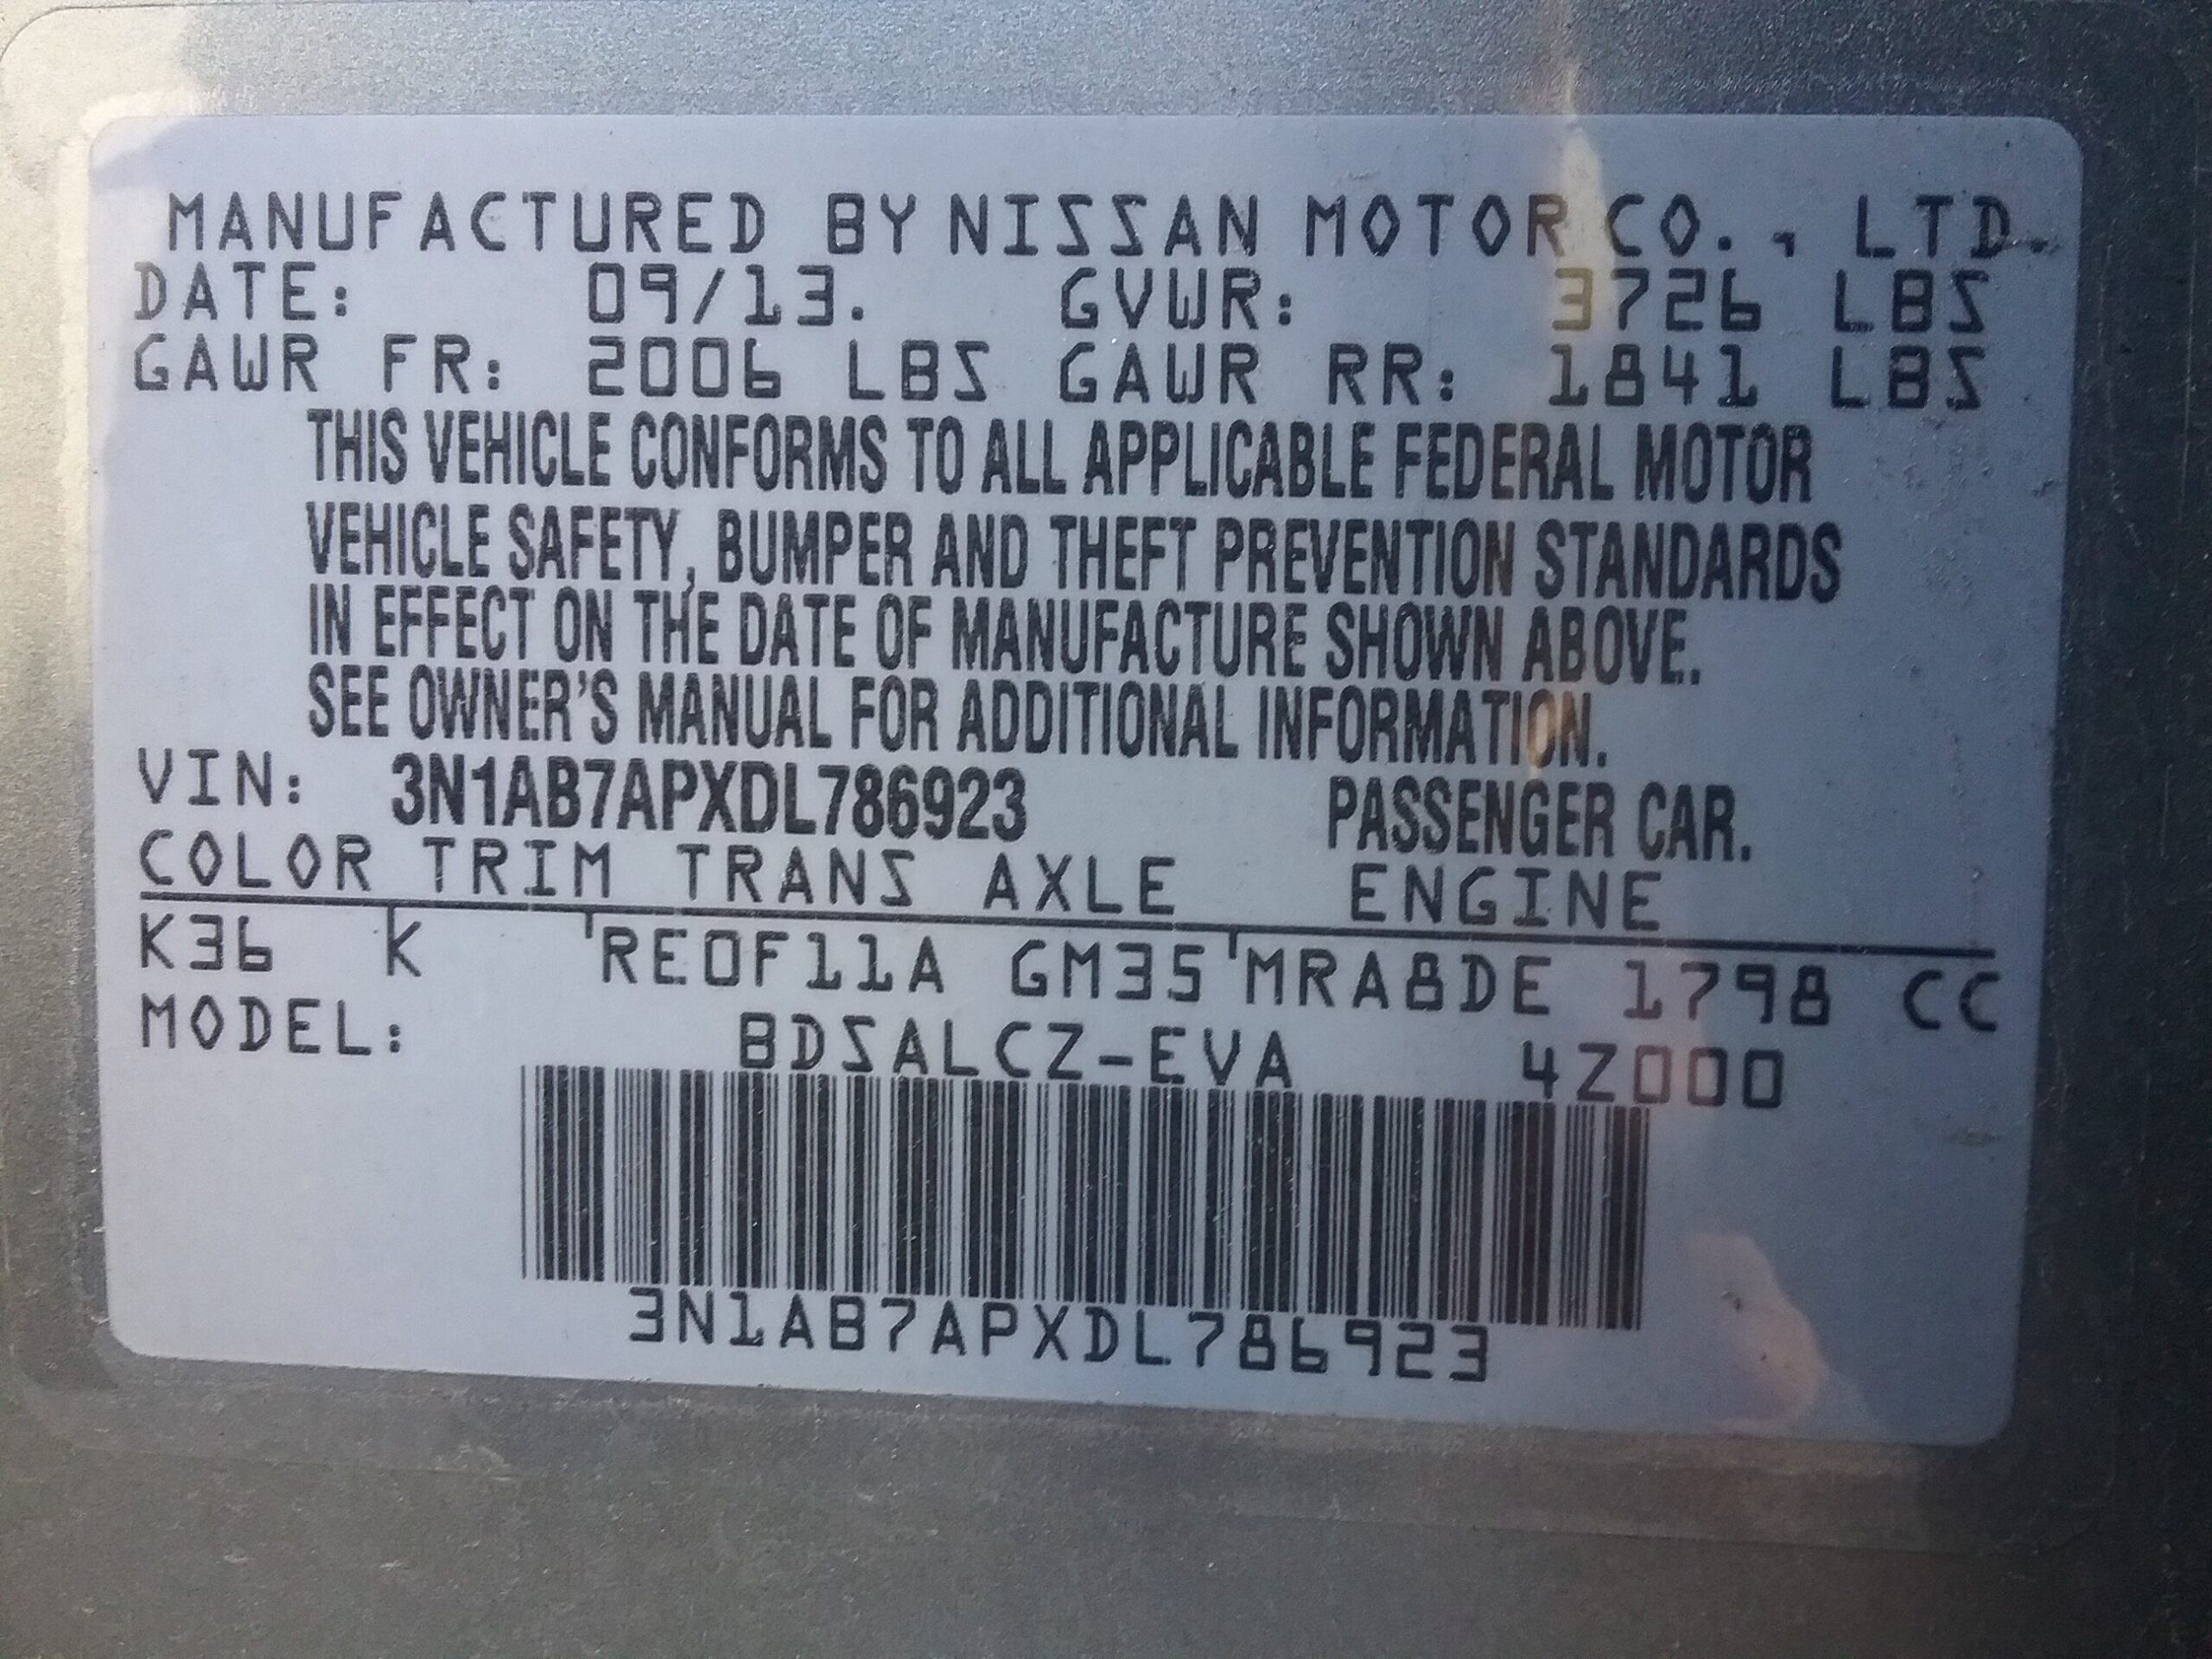 MANUFACTURED BY NISSAN MOTOR CO., LTD.
DATE: 09/13. GVWR: 3726 LBS
GAWR FR: 2006 LBS GAWR RR: 1841 LBS
THIS VEHICLE CONFORMS TO ALL APPLICABLE FEDERAL MOTOR
VEHICLE SAFETY, BUMPER AND THEFT PREVENTION STANDARDS
IN EFFECT ON THE DATE OF MANUFACTURE SHOWN ABOVE.
SEE OWNER'S MANUAL FOR ADDITIONAL INFORMATION.
VIN: 3N1AB7APXDL786923 PASSENGER CAR.
COLOR TRIM TRANS AXLE ENGINE
K36 K RE0F11A GM35 MRA8DE 1798 CC
MODEL: BDSALCZ-EVA 4Z000
3N1AB7APXDL786923